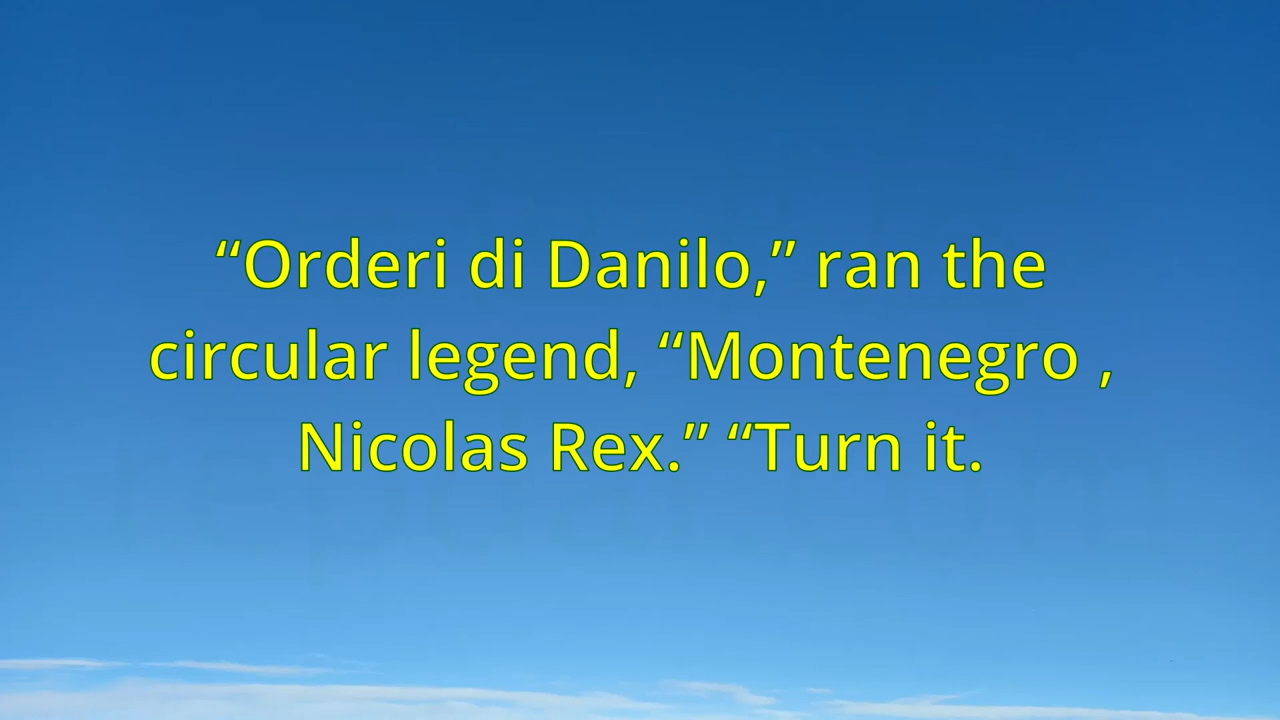 “Orderi di Danilo,” ran the
circular legend, “Montenegro ,
Nicolas Rex.” “Turn it.